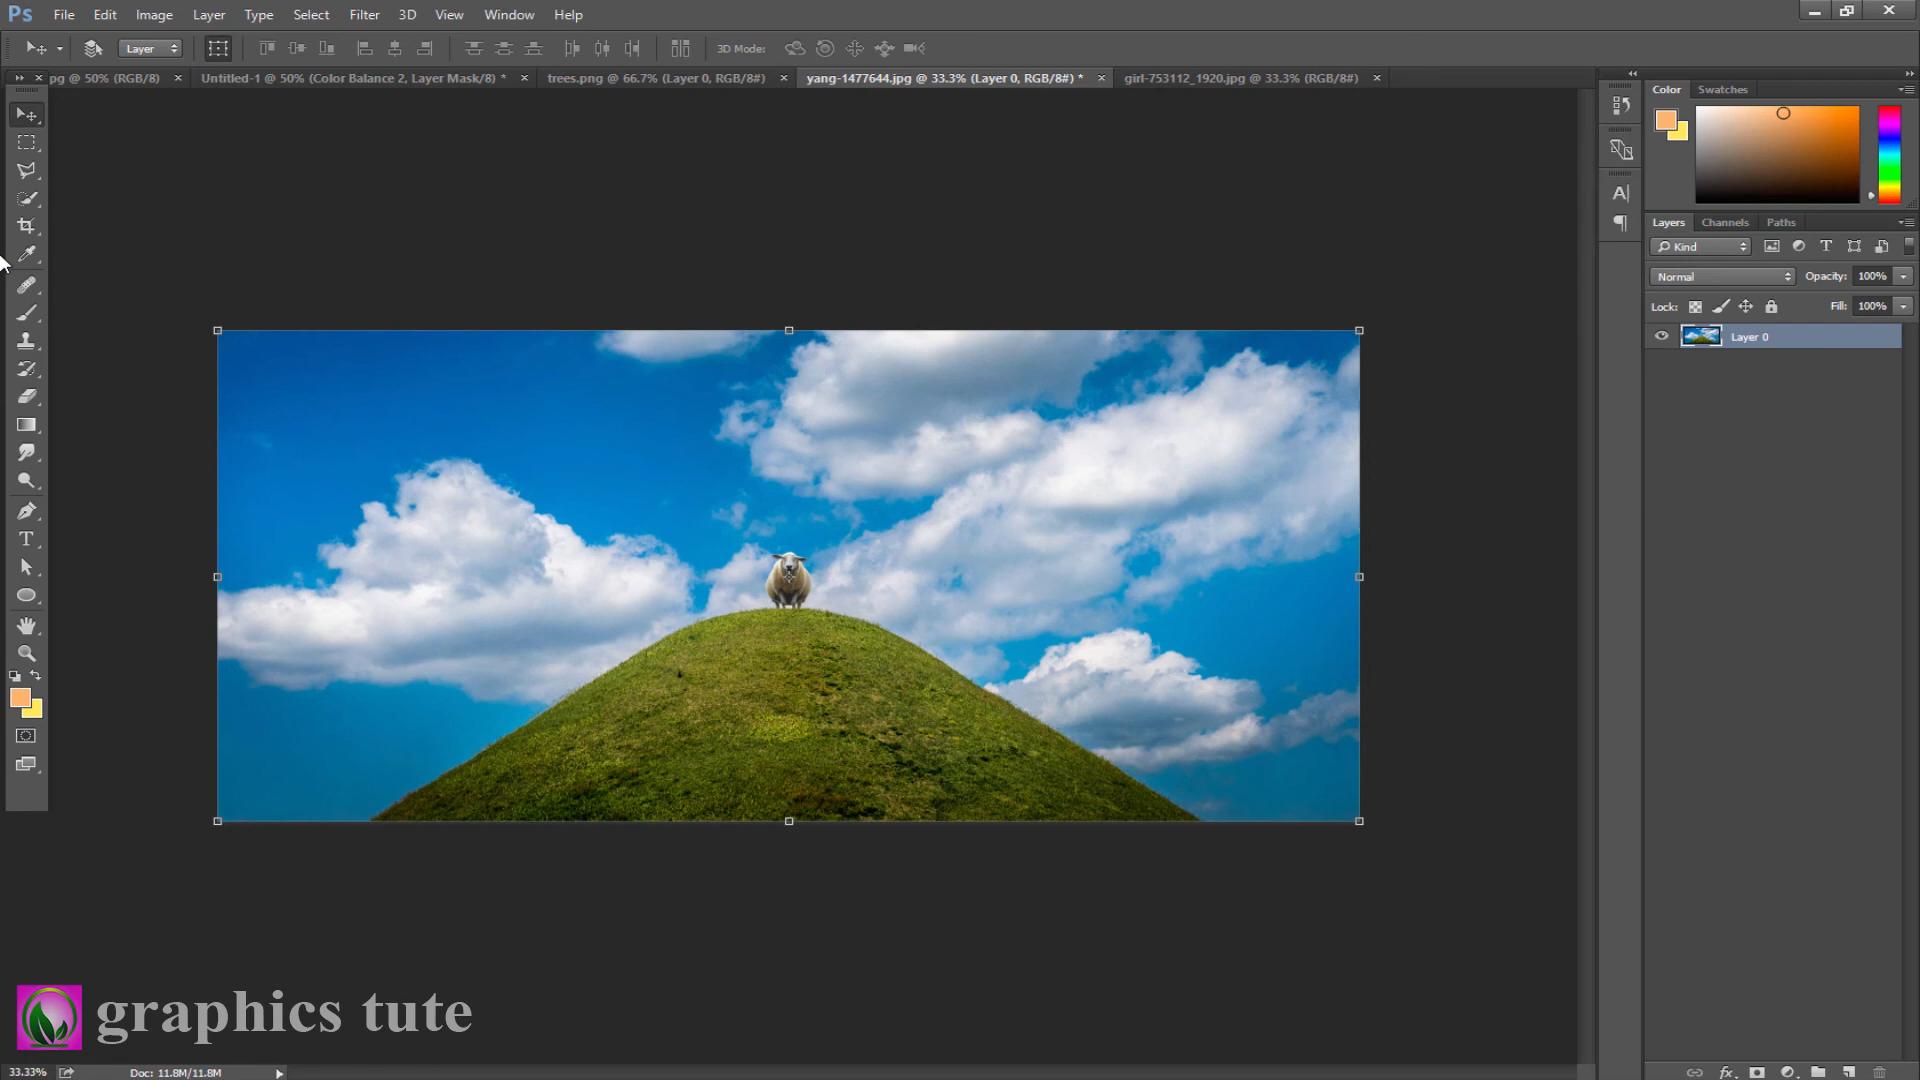 Ps File Edit Image Layer Type Select Filter 3D View Window Help
Layer 3D Mode:
pg @ 50% (RGB/8) Untitled-1 @ 50% (Color Balance 2, Layer Mask/8) * trees.png @ 66.7% (Layer 0, RGB/8#) yang-1477644.jpg @ 33.3% (Layer 0, RGB/8#) * girl-753112_1920.jpg @ 33.3% (RGB/8#)
Color Swatches
Layers Channels Paths
Kind
Normal Opacity: 100%
Lock: Fill: 100%
Layer 0
graphics tute
33.33% Doc: 11.8M/11.8M